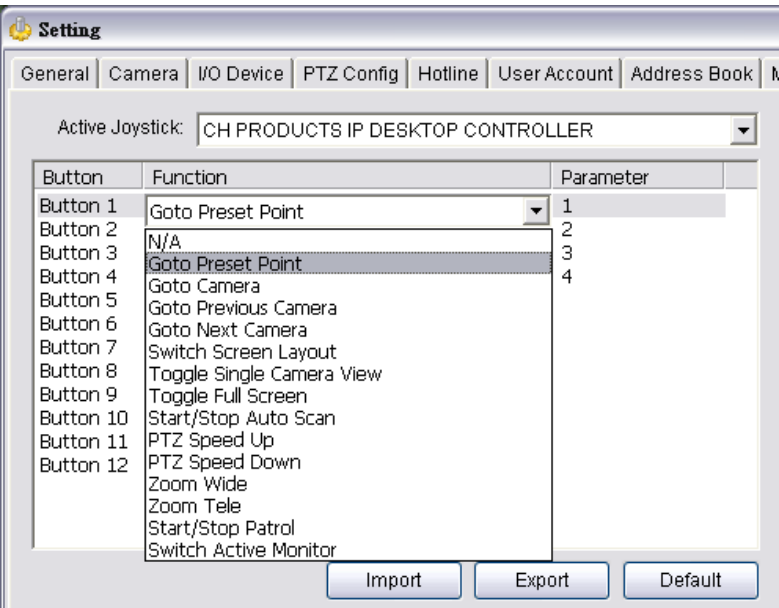 Setting
General Camera I/O Device PTZ Config Hotline User Account Address Book
Active Joystick: CH PRODUCTS IP DESKTOP CONTROLLER
Button Function Parameter
Button 1 Goto Preset Point 1
Button 2 2
N/A
Button 3 3
Goto Preset Point
Button 4 4
Goto Camera
Button 5
Goto Previous Camera
Button 6
Goto Next Camera
Button 7
Switch Screen Layout
Button 8
Toggle Single Camera View
Button 9
Toggle Full Screen
Button 10
Start/Stop Auto Scan
Button 11
PTZ Speed Up
Button 12
PTZ Speed Down
Zoom Wide
Zoom Tele
Start/Stop Patrol
Switch Active Monitor
Import Export Default